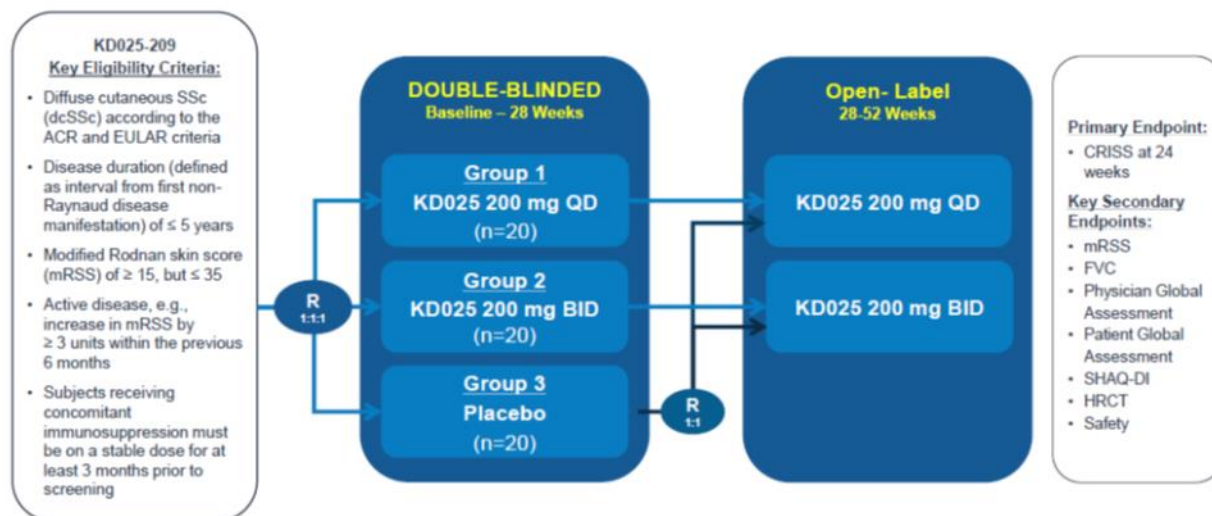 KD025-209
Key Eligibility Criteria:
• Diffuse cutaneous SSc
(dcSSc) according to the
ACR and EULAR criteria
• Disease duration (defined
as interval from first non-
Raynaud disease
manifestation) of ≤ 5 years
• Modified Rodnan skin score
(mRSS) of ≥ 15, but ≤ 35
• Active disease, e.g.,
increase in mRSS by
≥ 3 units within the previous
6 months
• Subjects receiving
concomitant
immunosuppression must
be on a stable dose for at
least 3 months prior to
screening
R
1:1:1
DOUBLE-BLINDED
Baseline – 28 Weeks
Group 1
KD025 200 mg QD
(n=20)
Group 2
KD025 200 mg BID
(n=20)
Group 3
Placebo
(n=20)
R
1:1
Open- Label
28-52 Weeks
KD025 200 mg QD
KD025 200 mg BID
Primary Endpoint:
• CRISS at 24
weeks
Key Secondary
Endpoints:
• mRSS
• FVC
• Physician Global
Assessment
• Patient Global
Assessment
• SHAQ-DI
• HRCT
• Safety